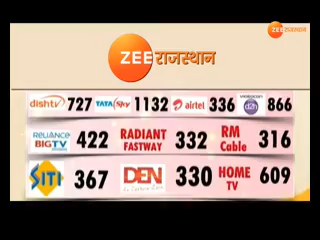 ZEE राजस्थान
ZEE राजस्थान
dishtv 727 TATA Sky 1132 airtel 336 d2h 866
RELIANCE BIG TV 422 RADIANT FASTWAY 332 RM Cable 316
SITI 367 DEN 330 HOME TV 609